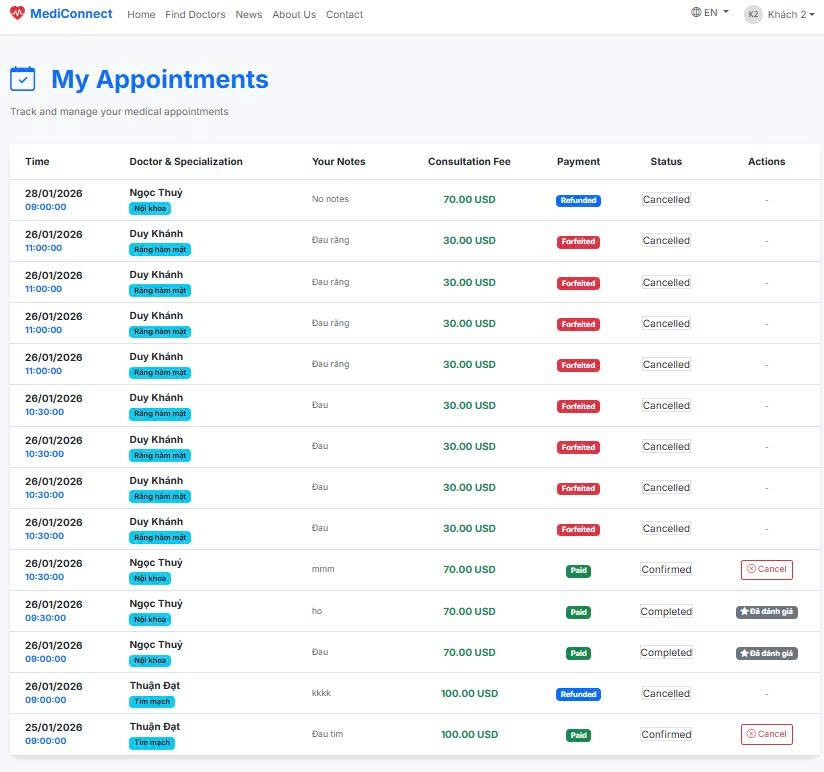 MediConnect Home Find Doctors News About Us Contact EN K2 Khách 2
My Appointments
Track and manage your medical appointments
Time Doctor & Specialization Your Notes Consultation Fee Payment Status Actions
28/01/2026 Ngọc Thuỷ
No notes 70.00 USD Refunded Cancelled -
09:00:00 Nội khoa
26/01/2026 Duy Khánh
Đau răng 30.00 USD Forfeited Cancelled -
11:00:00 Răng hàm mặt
26/01/2026 Duy Khánh
Đau răng 30.00 USD Forfeited Cancelled -
11:00:00 Răng hàm mặt
26/01/2026 Duy Khánh
Đau răng 30.00 USD Forfeited Cancelled -
11:00:00 Răng hàm mặt
26/01/2026 Duy Khánh
Đau răng 30.00 USD Forfeited Cancelled -
11:00:00 Răng hàm mặt
26/01/2026 Duy Khánh
Đau 30.00 USD Forfeited Cancelled -
10:30:00 Răng hàm mặt
26/01/2026 Duy Khánh
Đau 30.00 USD Forfeited Cancelled -
10:30:00 Răng hàm mặt
26/01/2026 Duy Khánh
Đau 30.00 USD Forfeited Cancelled -
10:30:00 Răng hàm mặt
26/01/2026 Duy Khánh
Đau 30.00 USD Forfeited Cancelled -
10:30:00 Răng hàm mặt
26/01/2026 Ngọc Thuỷ
mmm 70.00 USD Paid Confirmed Cancel
10:30:00 Nội khoa
26/01/2026 Ngọc Thuỷ
ho 70.00 USD Paid Completed Đã đánh giá
09:30:00 Nội khoa
26/01/2026 Ngọc Thuỷ
Đau 70.00 USD Paid Completed Đã đánh giá
09:00:00 Nội khoa
26/01/2026 Thuận Đạt
kkkk 100.00 USD Refunded Cancelled -
09:00:00 Tim mạch
25/01/2026 Thuận Đạt
Đau tim 100.00 USD Paid Confirmed Cancel
09:00:00 Tim mạch